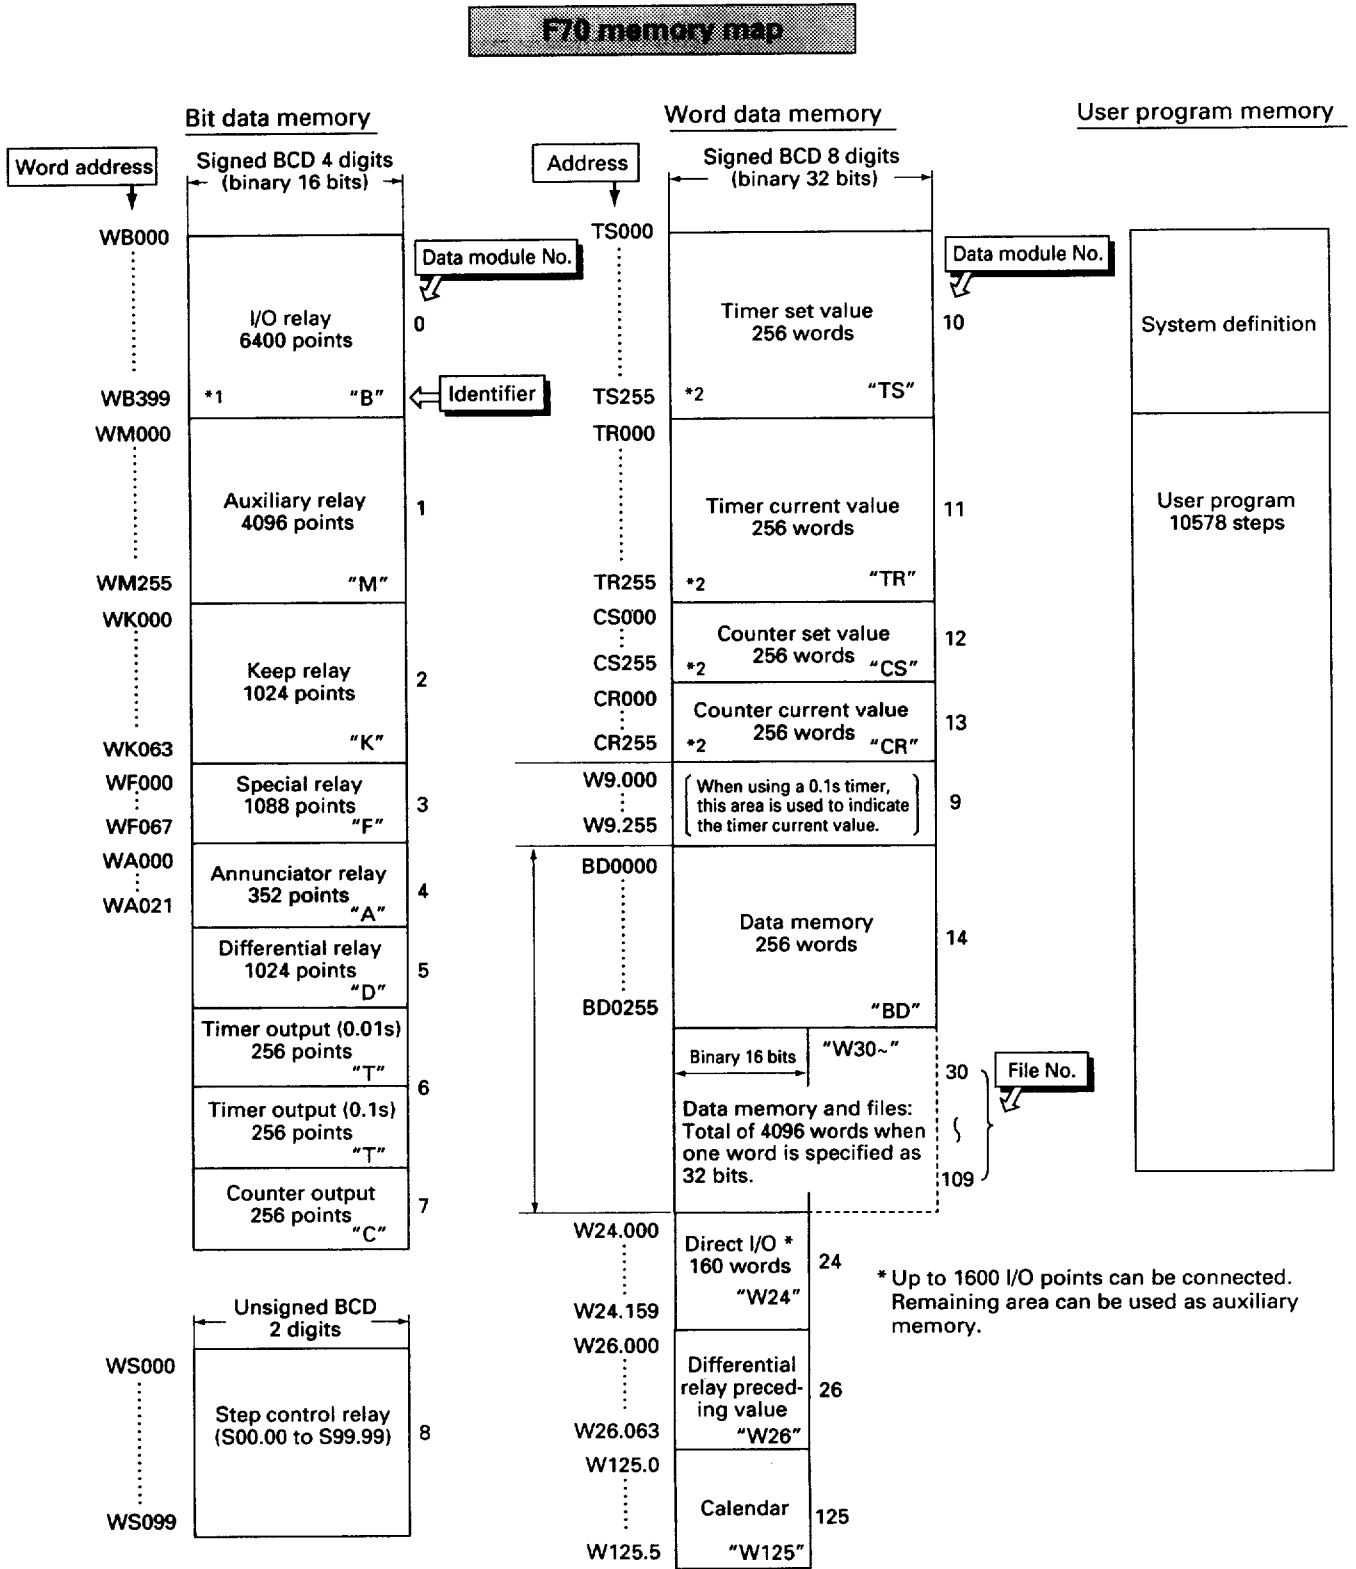 F70 memory map
Bit data memory
Word address
Signed BCD 4 digits
(binary 16 bits)
WB000
WB399
I/O relay
6400 points
*1 "B"
Data module No.
0
Identifier
WM000
WM255
Auxiliary relay
4096 points
"M"
1
WK000
WK063
Keep relay
1024 points
"K"
2
WF000
WF067
Special relay
1088 points
"F"
3
WA000
WA021
Annunciator relay
352 points
"A"
4
Differential relay
1024 points
"D"
5
Timer output (0.01s)
256 points
"T"
6
Timer output (0.1s)
256 points
"T"
Counter output
256 points
"C"
7
Unsigned BCD
2 digits
WS000
WS099
Step control relay
(S00.00 to S99.99)
8
Word data memory
Address
Signed BCD 8 digits
(binary 32 bits)
TS000
TS255
Timer set value
256 words
*2 "TS"
Data module No.
10
TR000
TR255
Timer current value
256 words
*2 "TR"
11
CS000
CS255
Counter set value
256 words
*2 "CS"
12
CR000
CR255
Counter current value
256 words
*2 "CR"
13
W9.000
W9.255
When using a 0.1s timer,
this area is used to indicate
the timer current value.
9
BD0000
BD0255
Data memory
256 words
"BD"
14
Binary 16 bits
"W30~"
Data memory and files:
Total of 4096 words when
one word is specified as
32 bits.
30
~
109
File No.
W24.000
W24.159
Direct I/O *
160 words
"W24"
24
W26.000
W26.063
Differential
relay preced-
ing value
"W26"
26
W125.0
W125.5
Calendar
"W125"
125
User program memory
System definition
User program
10578 steps
* Up to 1600 I/O points can be connected.
Remaining area can be used as auxiliary
memory.